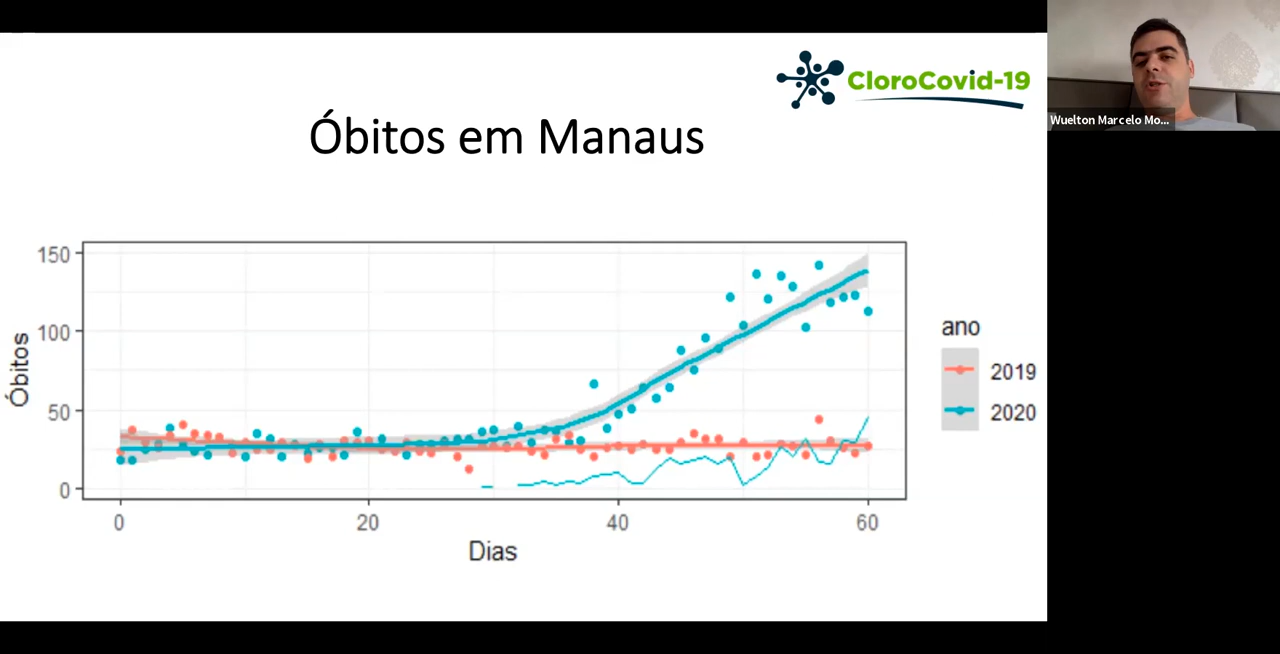 CloroCovid-19
Wuelton Marcelo Mo...
Óbitos em Manaus
150
100
50
0
Óbitos
0 20 40 60
Dias
ano
2019
2020